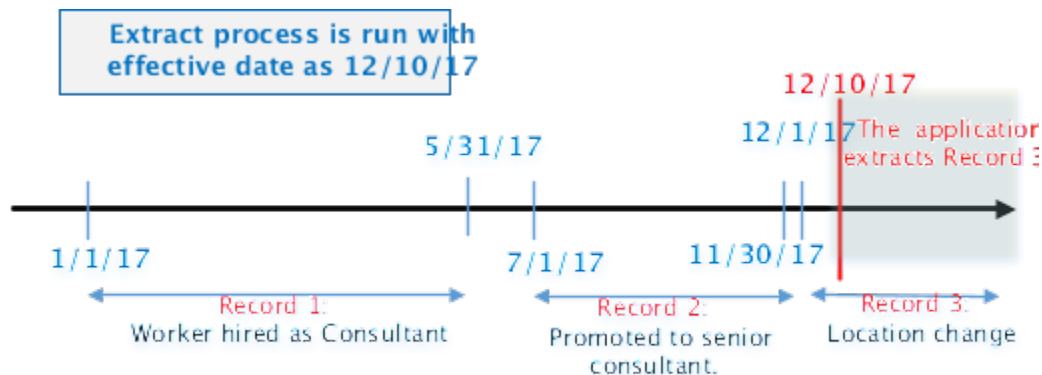 Extract process is run with
effective date as 12/10/17
12/10/17
12/1/17
The application
extracts Record 3
5/31/17
1/1/17
7/1/17
11/30/17
Record 1:
Worker hired as Consultant
Record 2:
Promoted to senior
consultant.
Record 3:
Location change